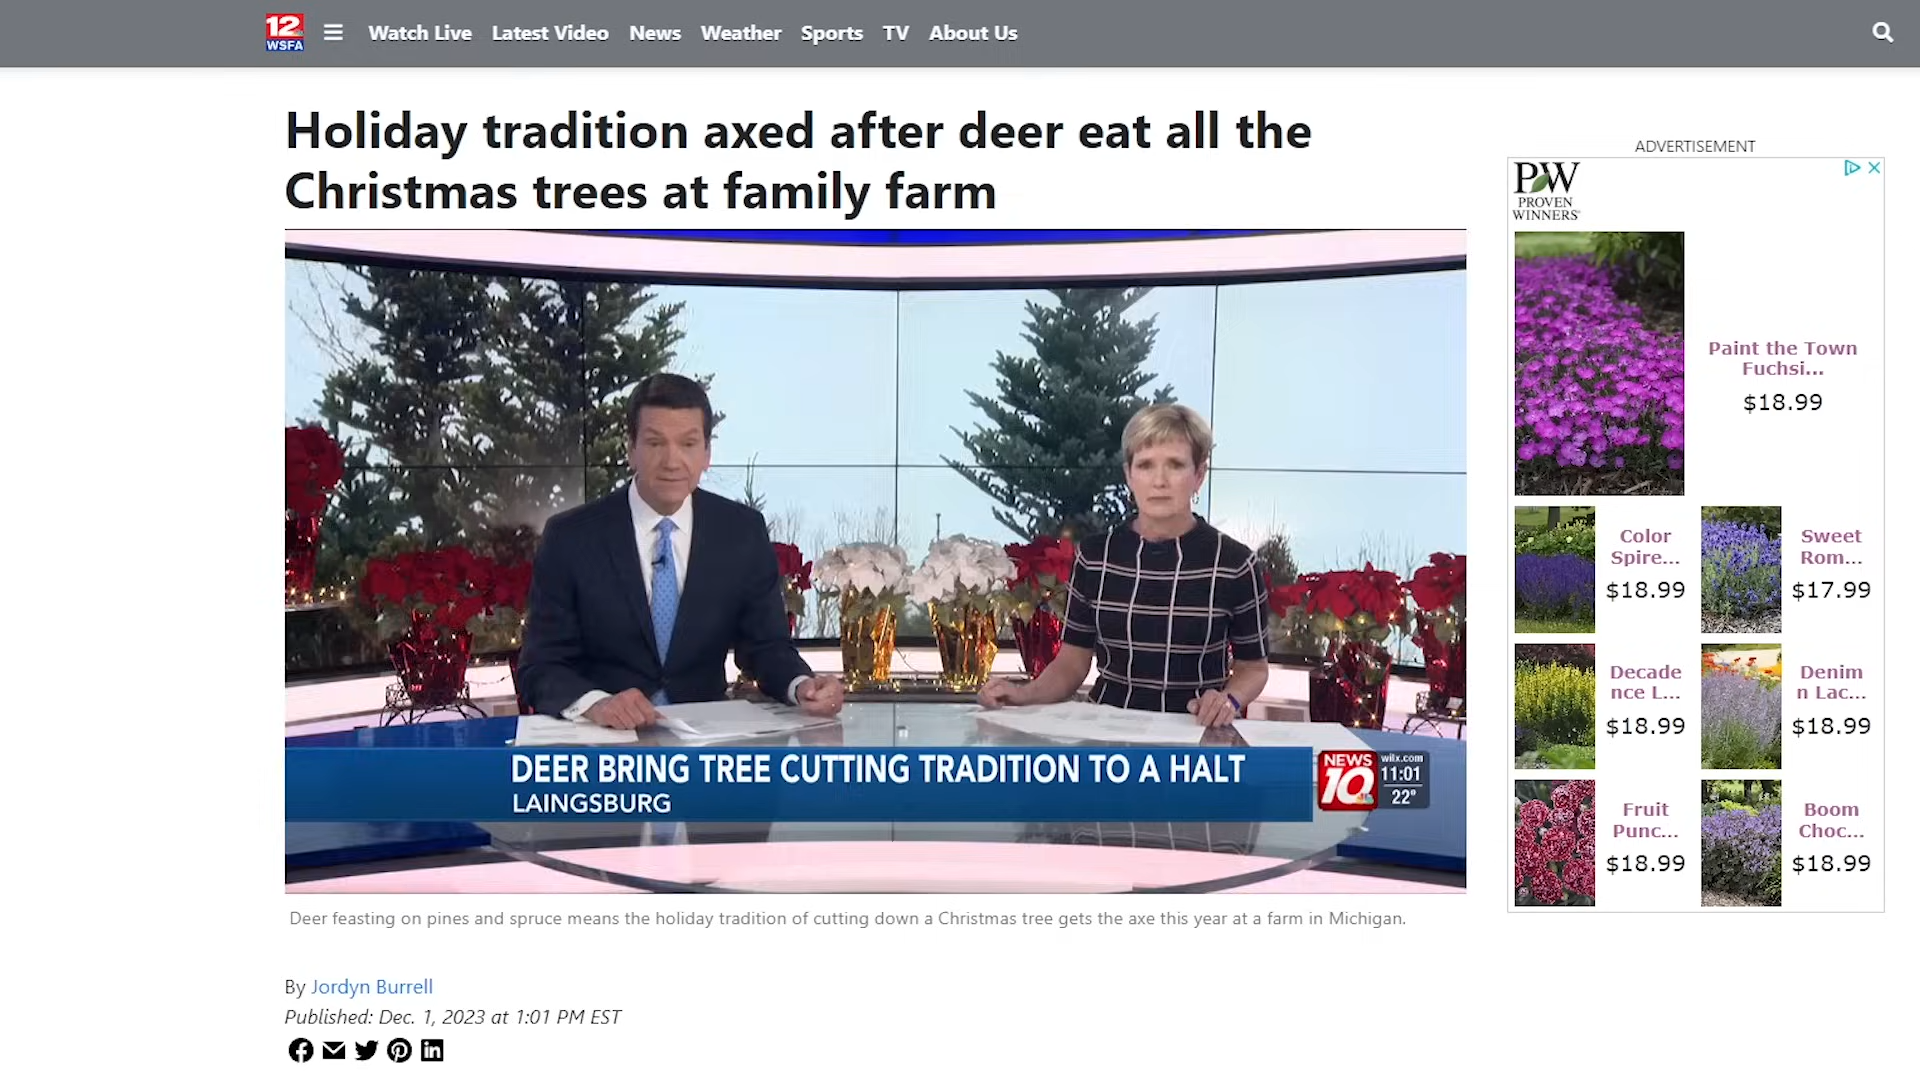 12
WSFA
Watch Live
Latest Video
News
Weather
Sports
TV
About Us
Holiday tradition axed after deer eat all the
Christmas trees at family farm
DEER BRING TREE CUTTING TRADITION TO A HALT
LAINGSBURG
NEWS
10
wilx.com
11:01
22°
Deer feasting on pines and spruce means the holiday tradition of cutting down a Christmas tree gets the axe this year at a farm in Michigan.
By Jordyn Burrell
Published: Dec. 1, 2023 at 1:01 PM EST
ADVERTISEMENT
PW
PROVEN
WINNERS®
Paint the Town
Fuchsi...
$18.99
Color
Spire...
$18.99
Sweet
Rom...
$17.99
Decade
nce L...
$18.99
Denim
n Lac...
$18.99
Fruit
Punc...
$18.99
Boom
Choc...
$18.99